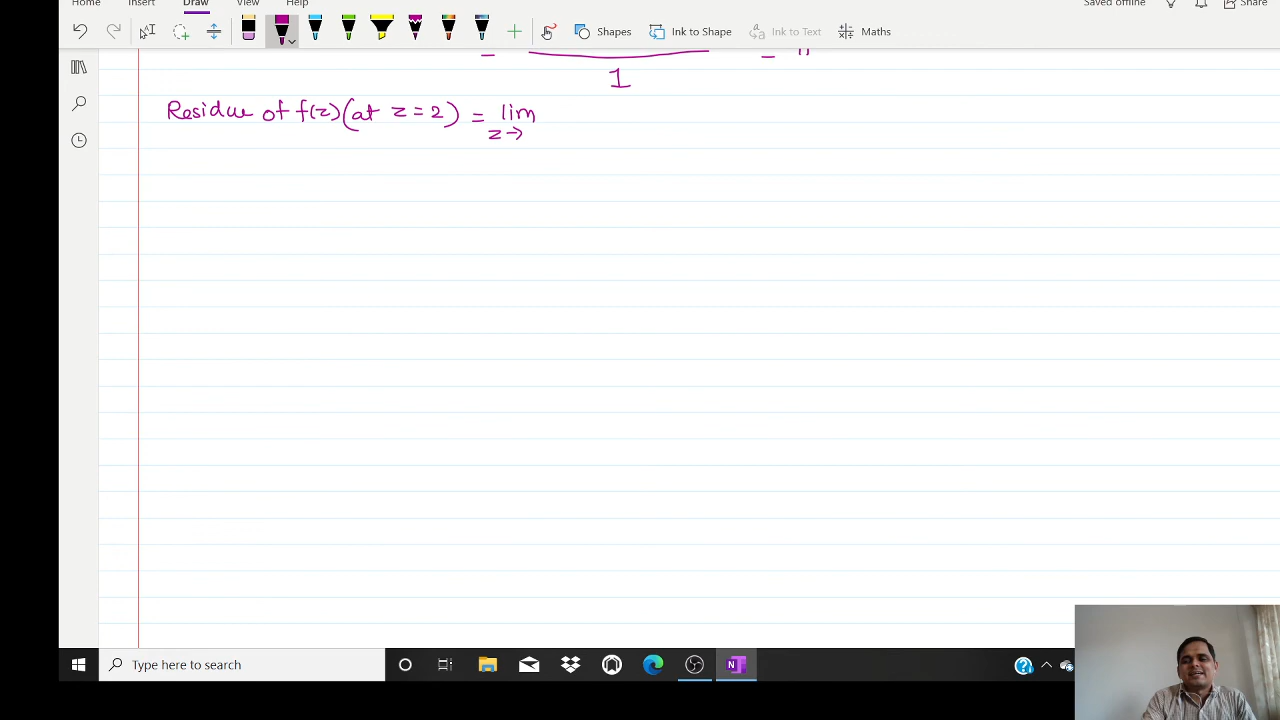 Home Insert Draw View Help Saved offline Share
Shapes Ink to Shape Ink to Text Maths
1
Residue of f(z) (at z = 2) = lim
z →
Type here to search